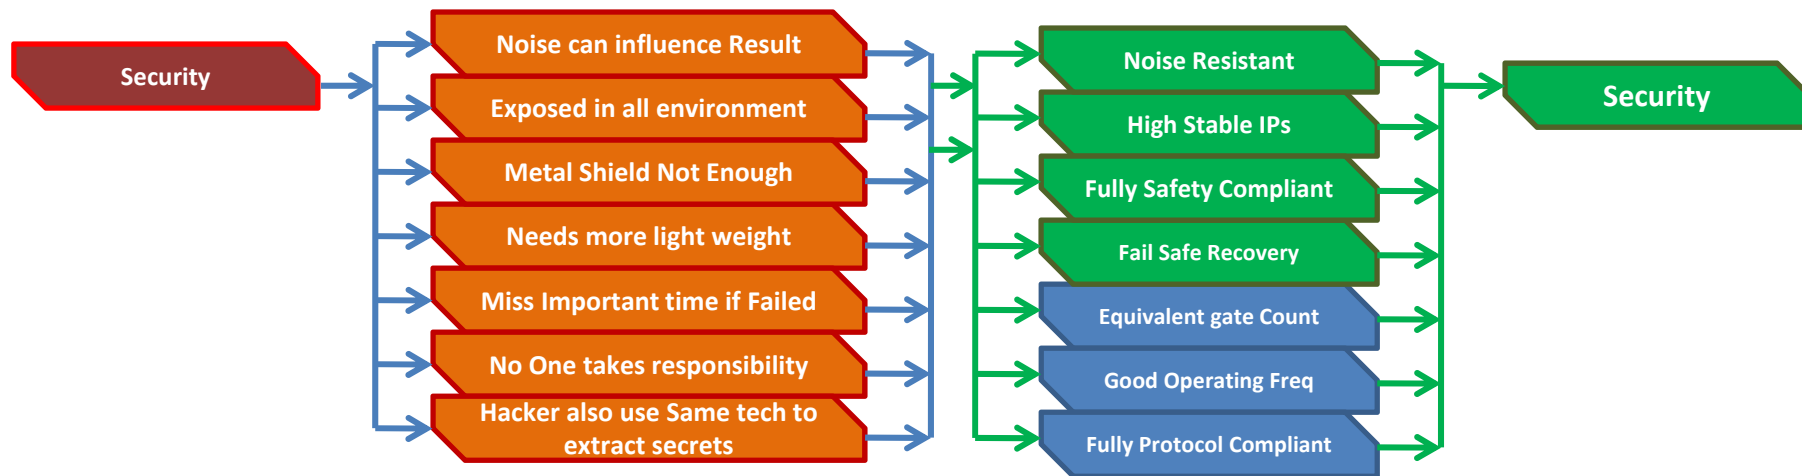 Security
Noise can influence Result
Exposed in all environment
Metal Shield Not Enough
Needs more light weight
Miss Important time if Failed
No One takes responsibility
Hacker also use Same tech to
extract secrets
Noise Resistant
High Stable IPs
Fully Safety Compliant
Fail Safe Recovery
Equivalent gate Count
Good Operating Freq
Fully Protocol Compliant
Security